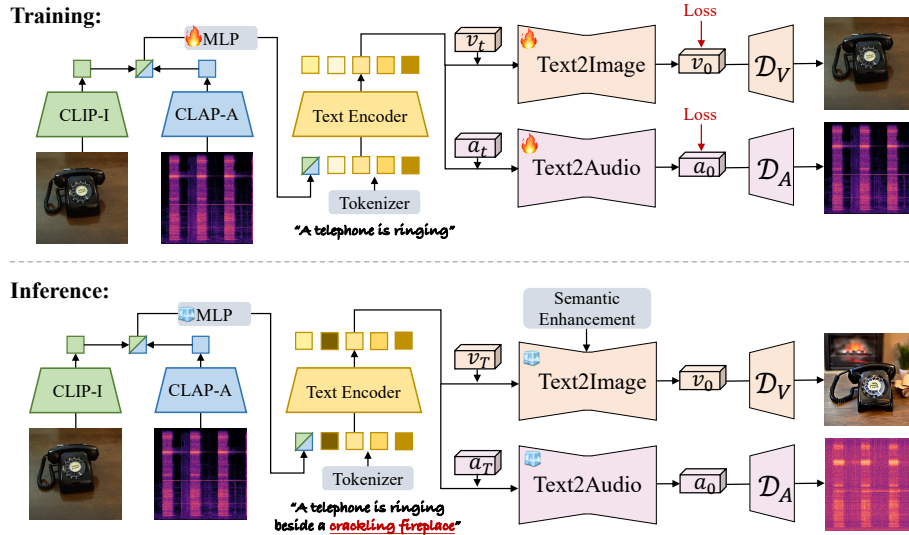 Training:
MLP
CLIP-I
CLAP-A
Text Encoder
Tokenizer
"A telephone is ringing"
v_t
Text2Image
Loss
v_0
D_V
a_t
Text2Audio
Loss
a_0
D_A
Inference:
MLP
CLIP-I
CLAP-A
Text Encoder
Tokenizer
"A telephone is ringing
beside a crackling fireplace"
Semantic
Enhancement
v_T
Text2Image
v_0
D_V
a_T
Text2Audio
a_0
D_A